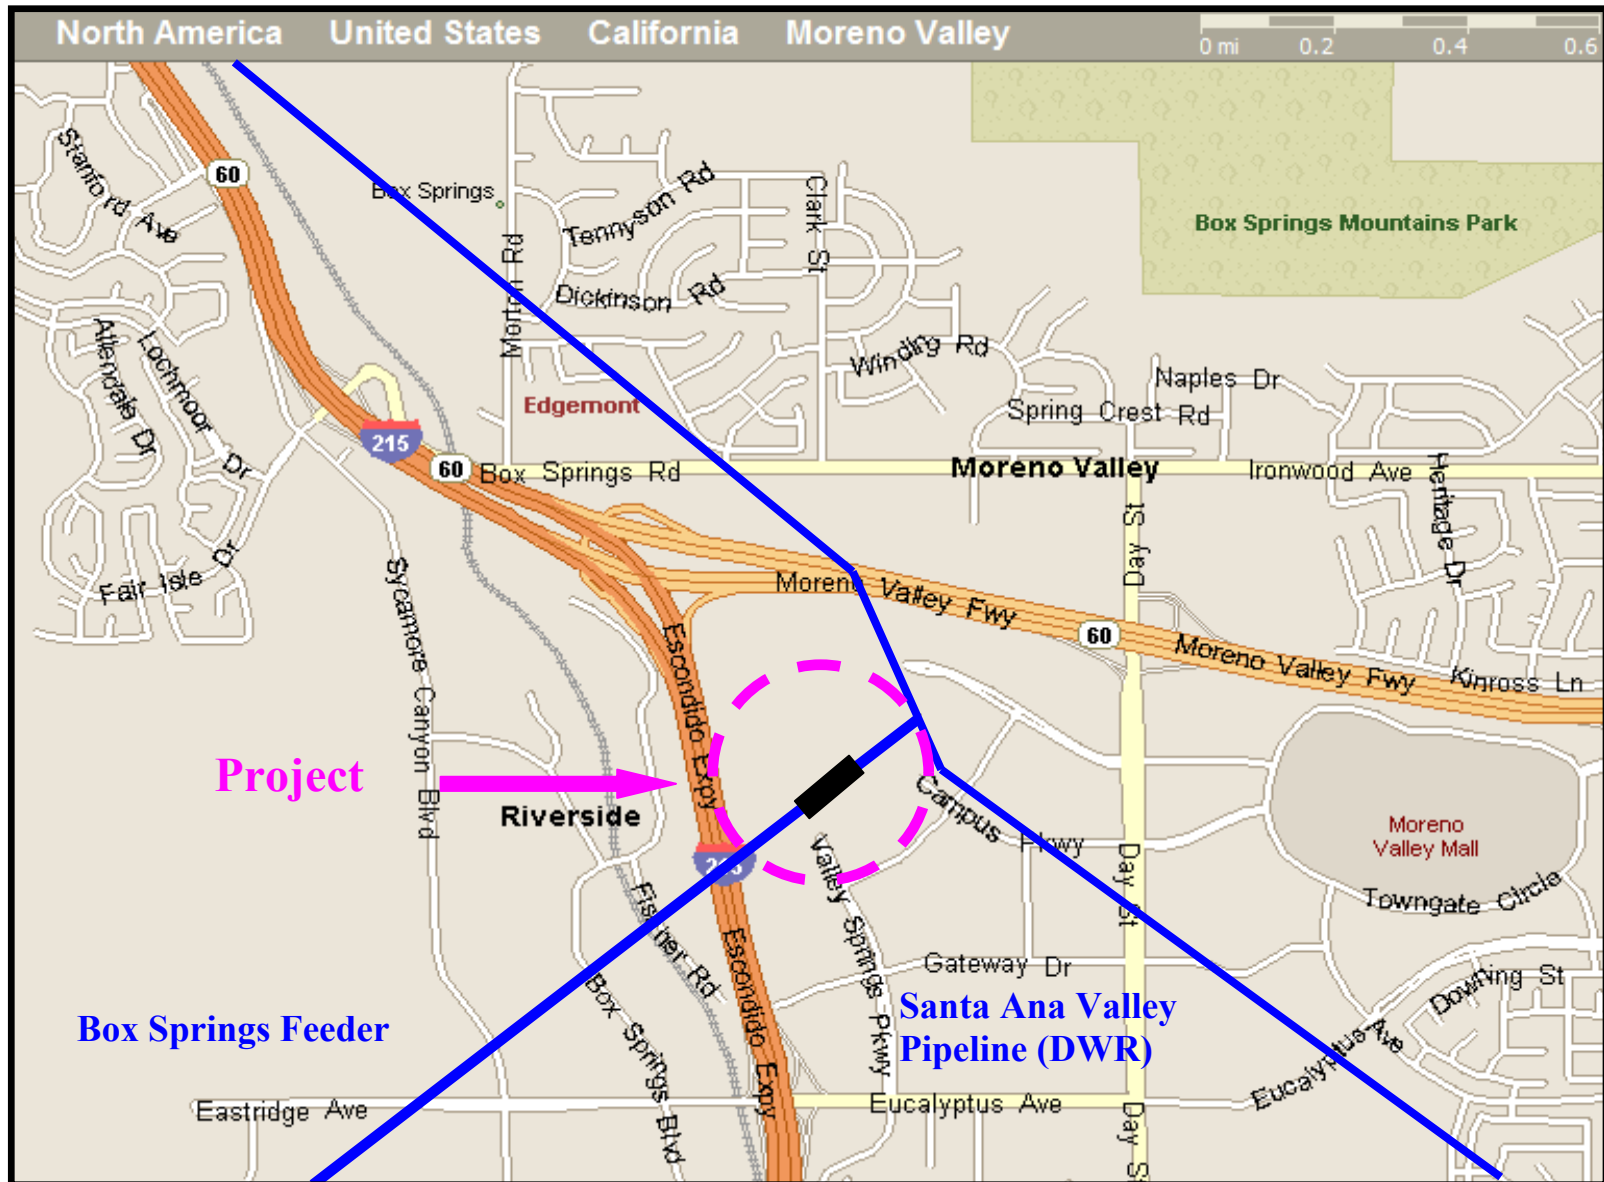 North America United States California Moreno Valley
0 mi 0.2 0.4 0.6
Stanford Ave
60
Box Springs
Morton Rd
Tennyson Rd
Clark St
Dickinson Rd
Box Springs Mountains Park
Allendale Dr
Lochmoor Dr
Winding Rd
Naples Dr
Spring Crest Rd
Edgemont
215
60
Box Springs Rd
Moreno Valley
Ironwood Ave
Heritage Dr
Day St
Fair Isle Dr
Sycamore Canyon Blvd
Moreno Valley Fwy
60
Moreno Valley Fwy
Kinross Ln
Escondido Expy
Project
Riverside
Campus Pkwy
Moreno
Valley Mall
215
Valley Springs Pkwy
Day St
Towngate Circle
Fisher Rd
Escondido Expy
Gateway Dr
Downing St
Box Springs Blvd
Box Springs Feeder
Santa Ana Valley
Pipeline (DWR)
Eucalyptus Ave
Eastridge Ave
Eucalyptus Ave
Day St